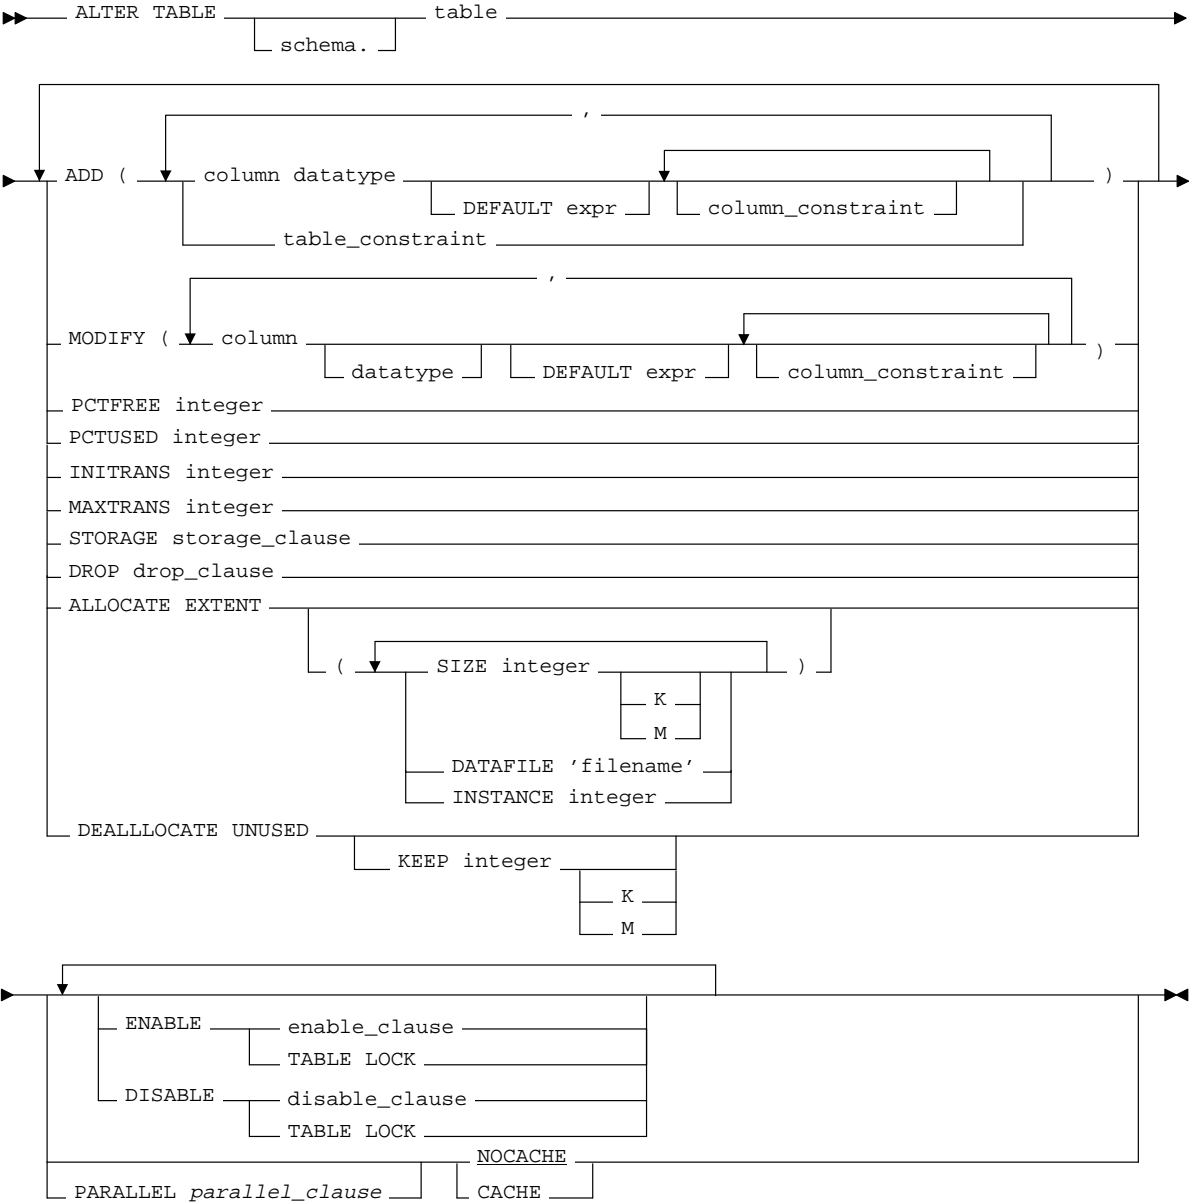 ALTER TABLE table
schema.
,
ADD ( column datatype )
DEFAULT expr column_constraint
table_constraint
,
MODIFY ( column )
datatype DEFAULT expr column_constraint
PCTFREE integer
PCTUSED integer
INITRANS integer
MAXTRANS integer
STORAGE storage_clause
DROP drop_clause
ALLOCATE EXTENT
( SIZE integer )
K
M
DATAFILE ’filename’
INSTANCE integer
DEALLLOCATE UNUSED
KEEP integer
K
M
ENABLE enable_clause
TABLE LOCK
DISABLE disable_clause
TABLE LOCK
NOCACHE
PARALLEL parallel_clause CACHE